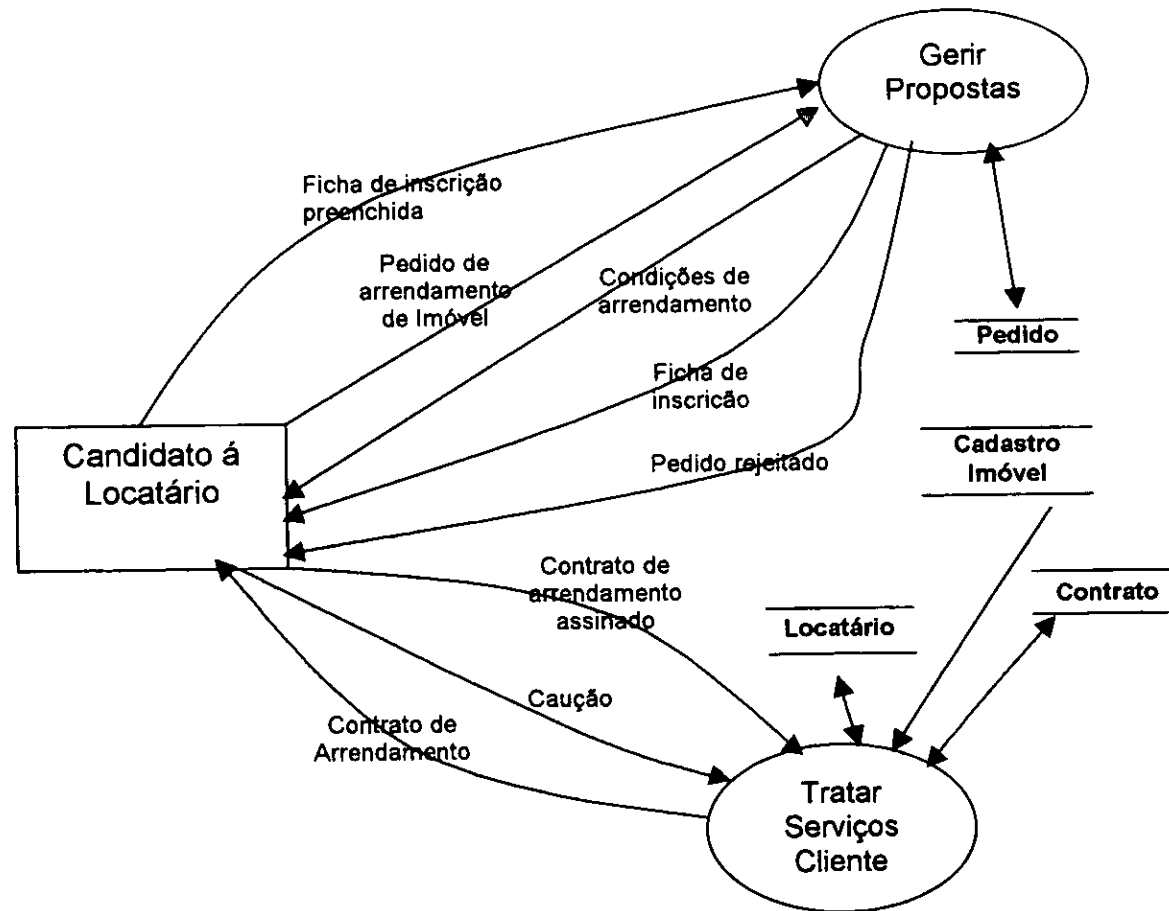 Gerir
Propostas
Ficha de inscrição
preenchida
Pedido de
arrendamento
de Imóvel
Condições de
arrendamento
Pedido
Ficha de
inscricão
Candidato á
Locatário
Cadastro
Imóvel
Pedido rejeitado
Contrato de
arrendamento
assinado
Contrato
Locatário
Caução
Contrato de
Arrendamento
Tratar
Serviços
Cliente